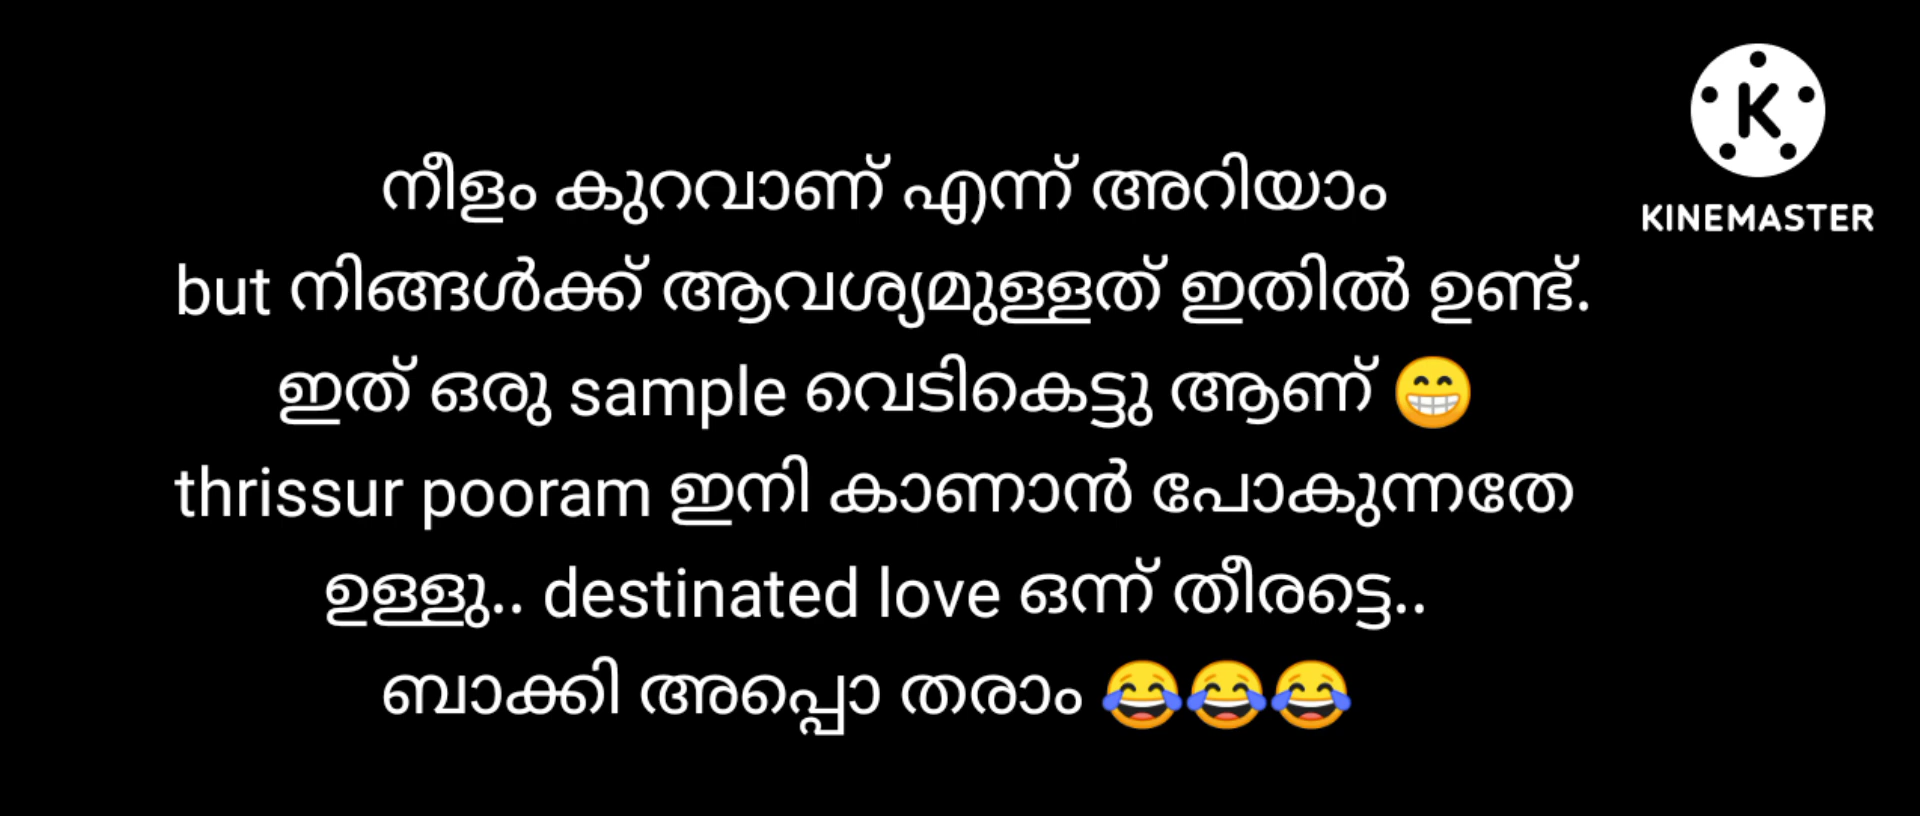 നീളം കുറവാണ് എന്ന് അറിയാം
but നിങ്ങൾക്ക് ആവശ്യമുള്ളത് ഇതിൽ ഉണ്ട്.
ഇത് ഒരു sample വെടികെട്ടു ആണ് 😁
thrissur pooram ഇനി കാണാൻ പോകുന്നതേ
ഉള്ളു.. destinated love ഒന്ന് തീരട്ടെ..
ബാക്കി അപ്പൊ തരാം 😂😂😂
K
KINEMASTER